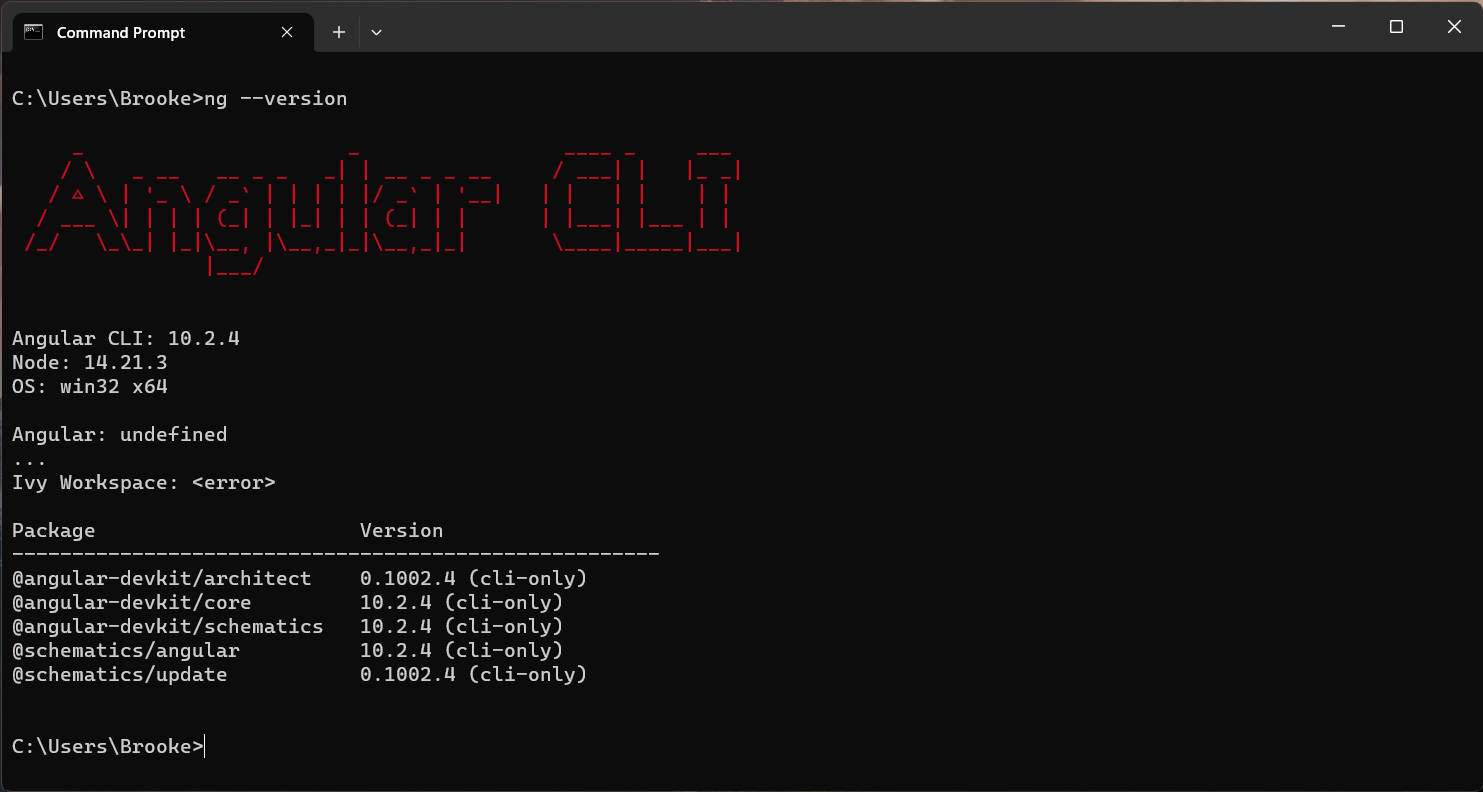 Command Prompt
C:\Users\Brooke>ng --version
Angular CLI
Angular CLI: 10.2.4
Node: 14.21.3
OS: win32 x64
Angular: undefined
...
Ivy Workspace: <error>
Package                      Version
------------------------------------------------------
@angular-devkit/architect    0.1002.4 (cli-only)
@angular-devkit/core         10.2.4 (cli-only)
@angular-devkit/schematics   10.2.4 (cli-only)
@schematics/angular          10.2.4 (cli-only)
@schematics/update           0.1002.4 (cli-only)
C:\Users\Brooke>